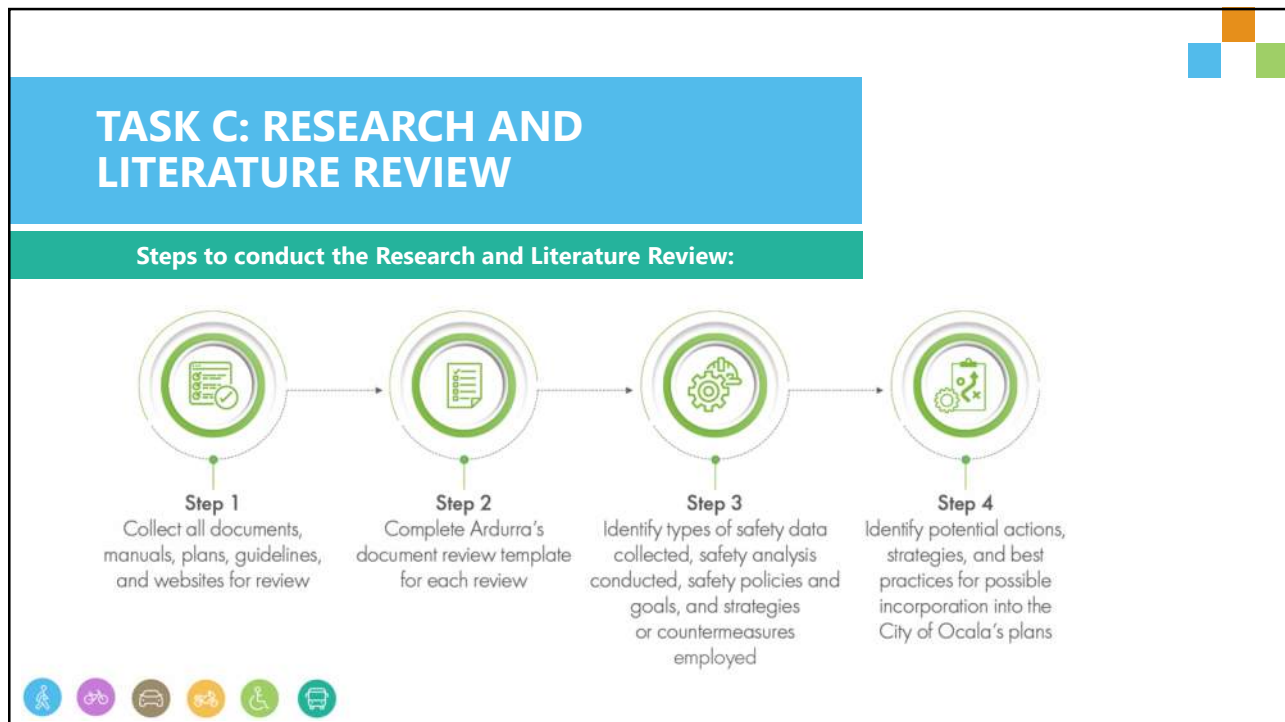 TASK C: RESEARCH AND
LITERATURE REVIEW
Steps to conduct the Research and Literature Review:
Step 1
Collect all documents,
manuals, plans, guidelines,
and websites for review
Step 2
Complete Ardurra's
document review template
for each review
Step 3
Identify types of safety data
collected, safety analysis
conducted, safety policies and
goals, and strategies
or countermeasures
employed
Step 4
Identify potential actions,
strategies, and best
practices for possible
incorporation into the
City of Ocala's plans